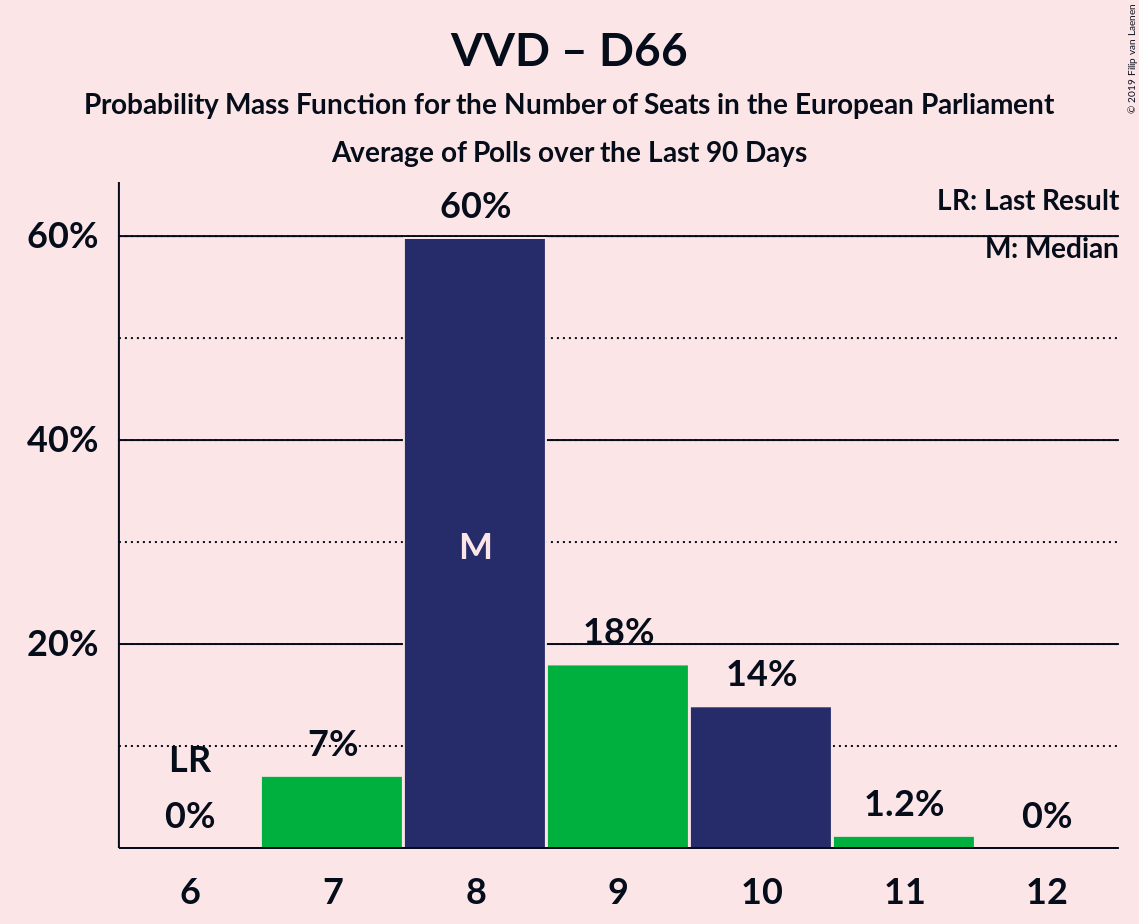 VVD – D66
Probability Mass Function for the Number of Seats in the European Parliament
Average of Polls over the Last 90 Days
© 2019 Filip van Laenen
LR: Last Result
M: Median
60%
40%
20%
LR
0%
7%
60%
M
18%
14%
1.2%
0%
6 7 8 9 10 11 12